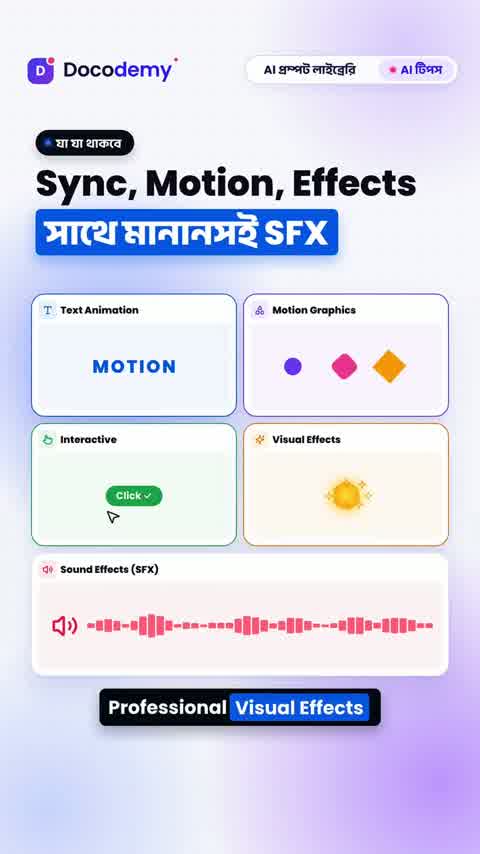 D Docodemy
AI প্রম্পট লাইব্রেরি AI টিপস
যা যা থাকবে
Sync, Motion, Effects
সাথে মানানসই SFX
Text Animation
MOTION
Motion Graphics
Interactive
Click ✓
Visual Effects
Sound Effects (SFX)
Professional Visual Effects